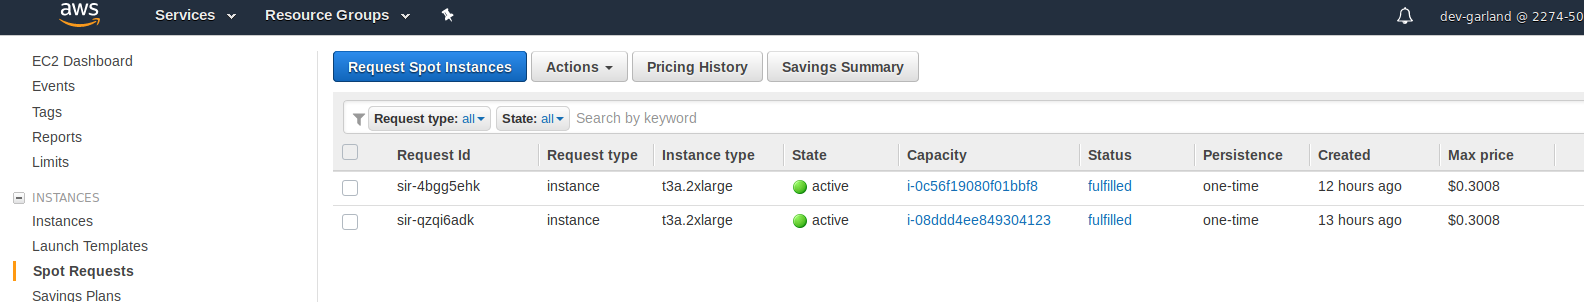 aws Services Resource Groups dev-garland @ 2274-50
EC2 Dashboard
Events
Tags
Reports
Limits
INSTANCES
Instances
Launch Templates
Spot Requests
Savings Plans
Request Spot Instances Actions Pricing History Savings Summary
Request type: all State: all Search by keyword
Request Id Request type Instance type State Capacity Status Persistence Created Max price
sir-4bgg5ehk instance t3a.2xlarge active i-0c56f19080f01bbf8 fulfilled one-time 12 hours ago $0.3008
sir-qzqi6adk instance t3a.2xlarge active i-08ddd4ee849304123 fulfilled one-time 13 hours ago $0.3008